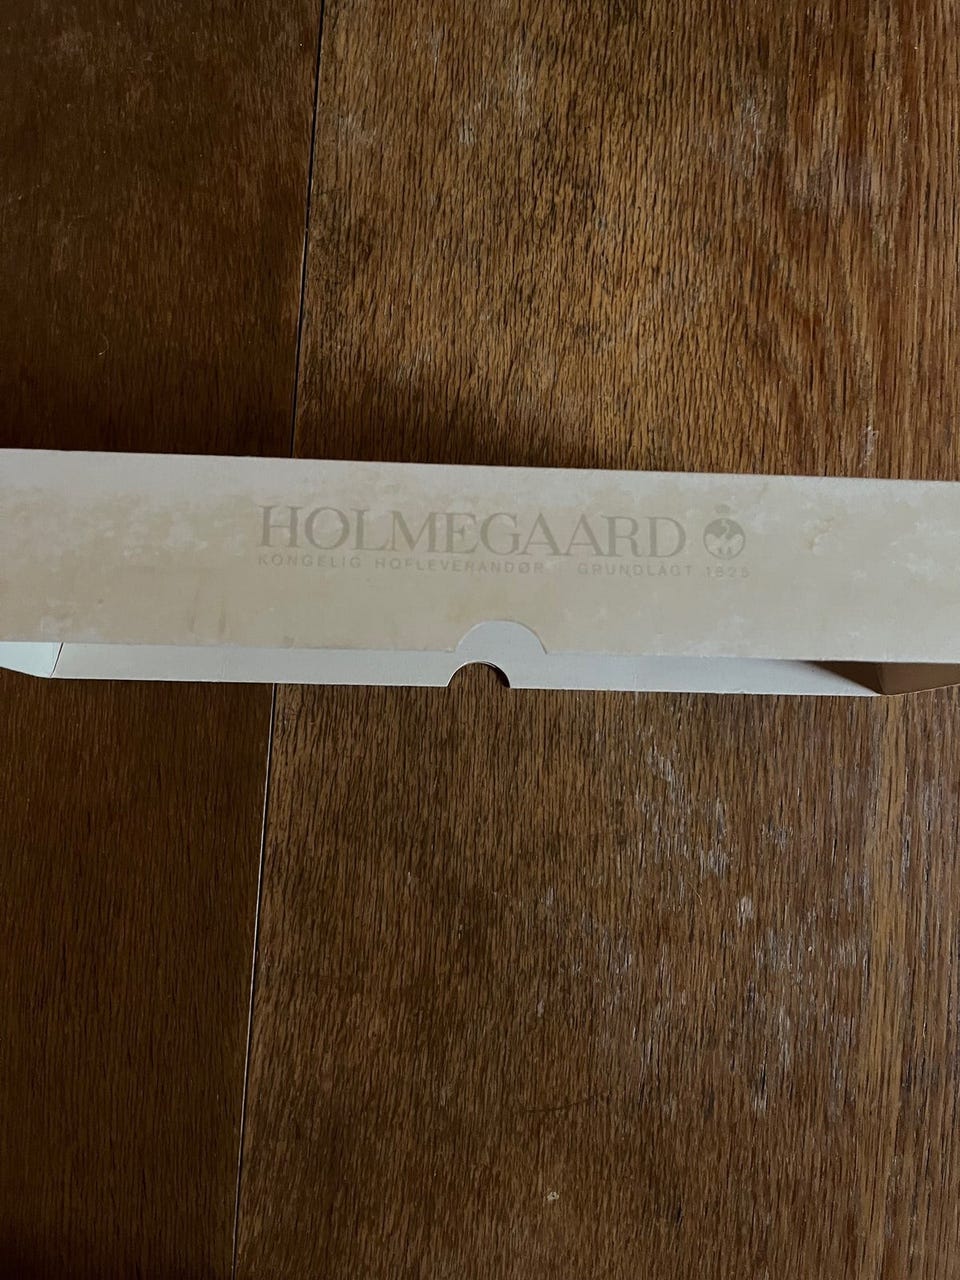 HOLMEGAARD
KONGELIG HOFLEVERANDØR GRUNDLAGT 1825